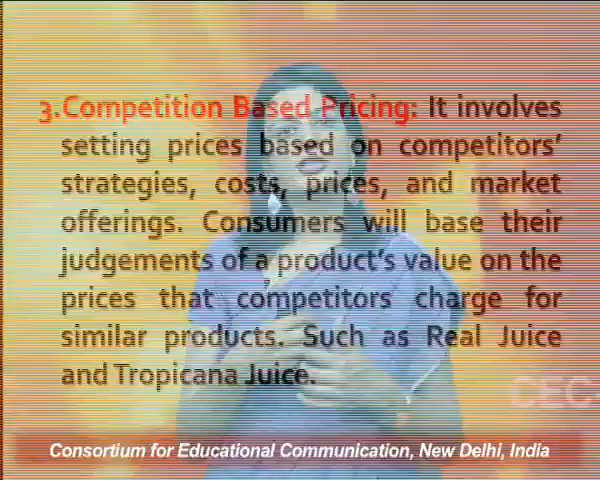 3.Competition Based Pricing: It involves
setting prices based on competitors'
strategies, costs, prices, and market
offerings. Consumers will base their
judgements of a product's value on the
prices that competitors charge for
similar products. Such as Real Juice
and Tropicana Juice.
CEC
Consortium for Educational Communication, New Delhi, India